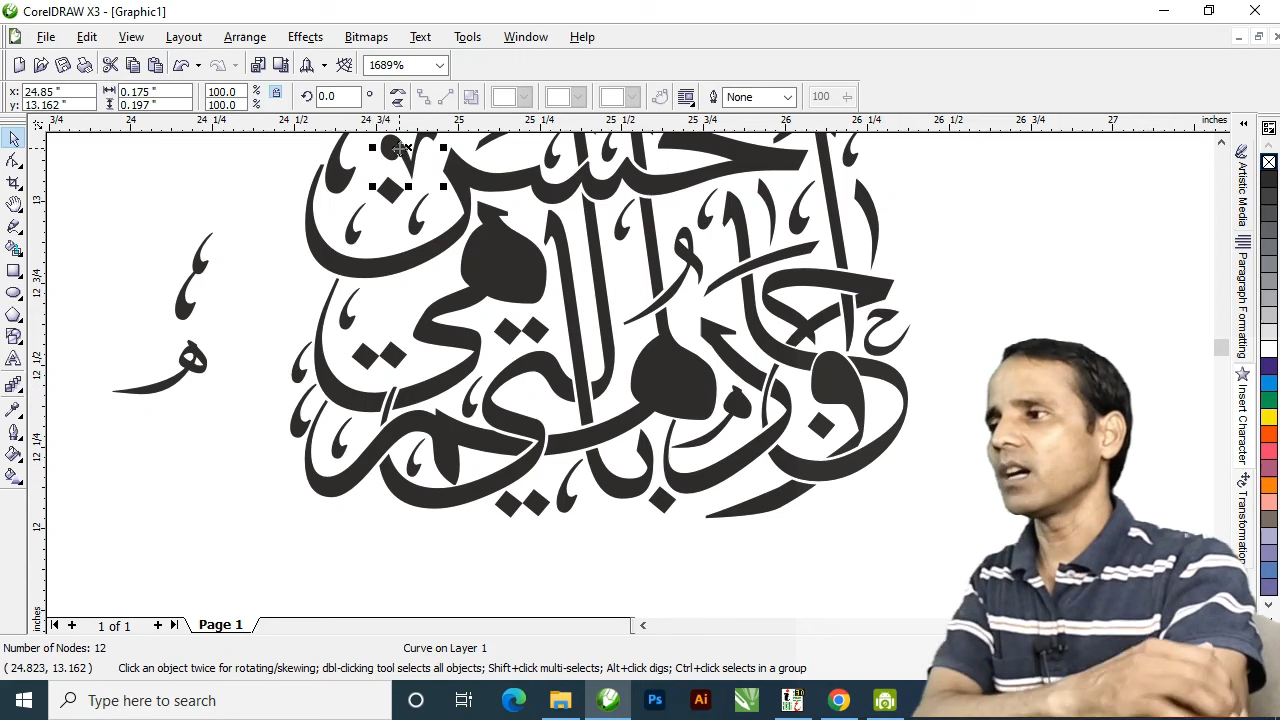 CorelDRAW X3 - [Graphic1]
File Edit View Layout Arrange Effects Bitmaps Text Tools Window Help
1689%
x: 24.85 " 0.175 " 100.0 % 0.0 ° None 100
y: 13.162 " 0.197 " 100.0 %
3/4 24 24 1/4 24 1/2 24 3/4 25 25 1/4 25 1/2 25 3/4 26 26 1/4 26 1/2 26 3/4 27 inches
13
12 3/4
12 1/2
12 1/4
12
inches
Artistic Media
Paragraph Formatting
Insert Character
Transformation
1 of 1 Page 1
Number of Nodes: 12 Curve on Layer 1
( 24.823, 13.162 ) Click an object twice for rotating/skewing; dbl-clicking tool selects all objects; Shift+click multi-selects; Alt+click digs; Ctrl+click selects in a group
Type here to search